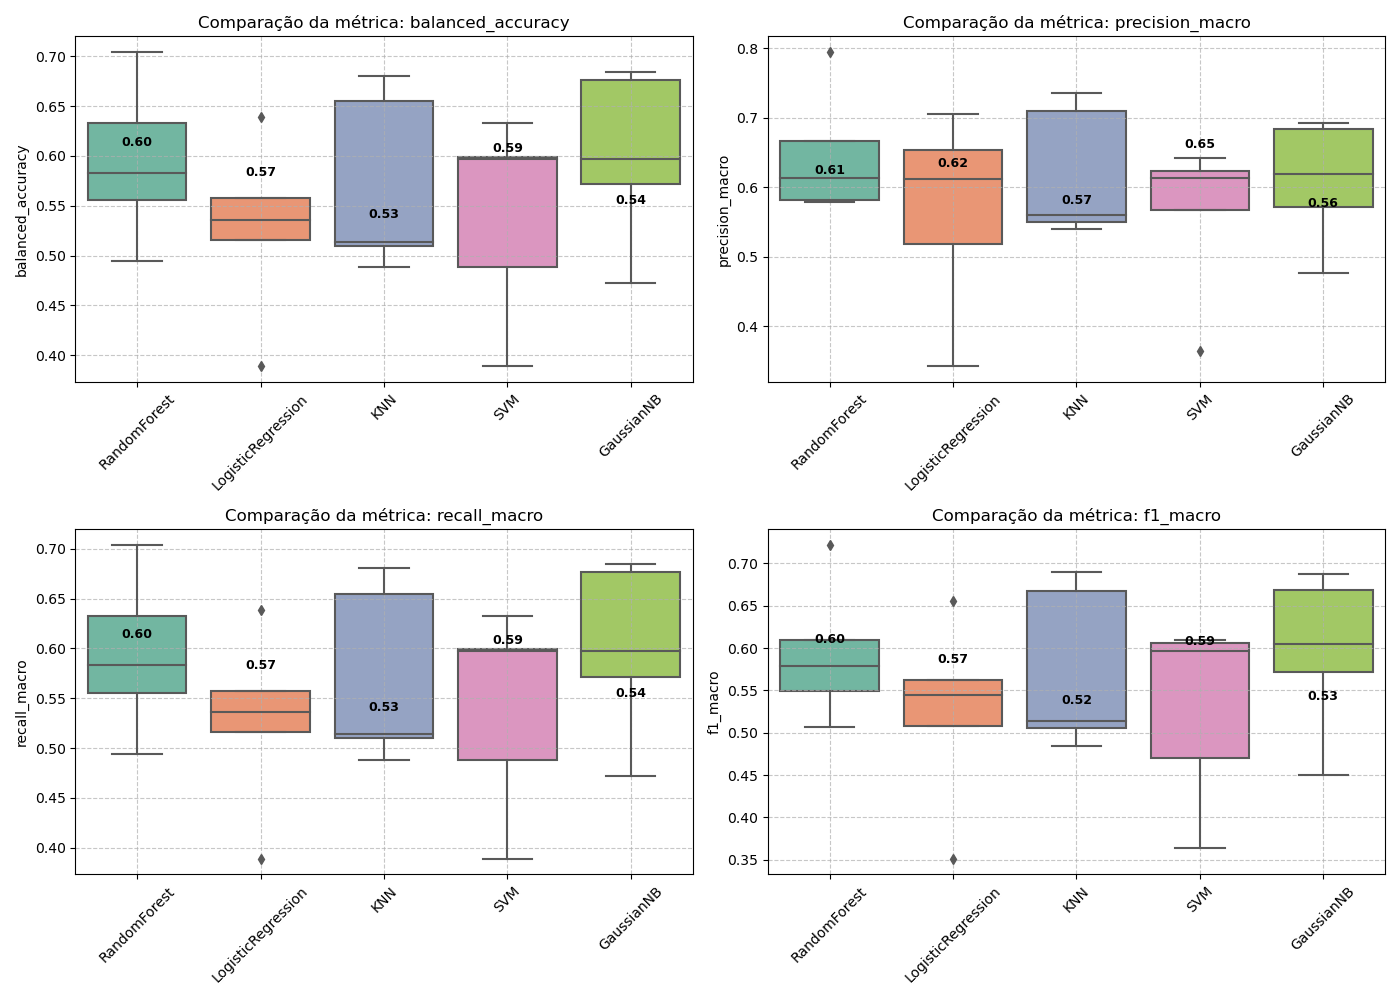 Comparação da métrica: balanced_accuracy
balanced_accuracy
0.70
0.65
0.60
0.55
0.50
0.45
0.40
0.60
0.57
0.53
0.59
0.54
RandomForest
LogisticRegression
KNN
SVM
GaussianNB
Comparação da métrica: precision_macro
precision_macro
0.8
0.7
0.6
0.5
0.4
0.61
0.62
0.57
0.65
0.56
RandomForest
LogisticRegression
KNN
SVM
GaussianNB
Comparação da métrica: recall_macro
recall_macro
0.70
0.65
0.60
0.55
0.50
0.45
0.40
0.60
0.57
0.53
0.59
0.54
RandomForest
LogisticRegression
KNN
SVM
GaussianNB
Comparação da métrica: f1_macro
f1_macro
0.70
0.65
0.60
0.55
0.50
0.45
0.40
0.35
0.60
0.57
0.52
0.59
0.53
RandomForest
LogisticRegression
KNN
SVM
GaussianNB